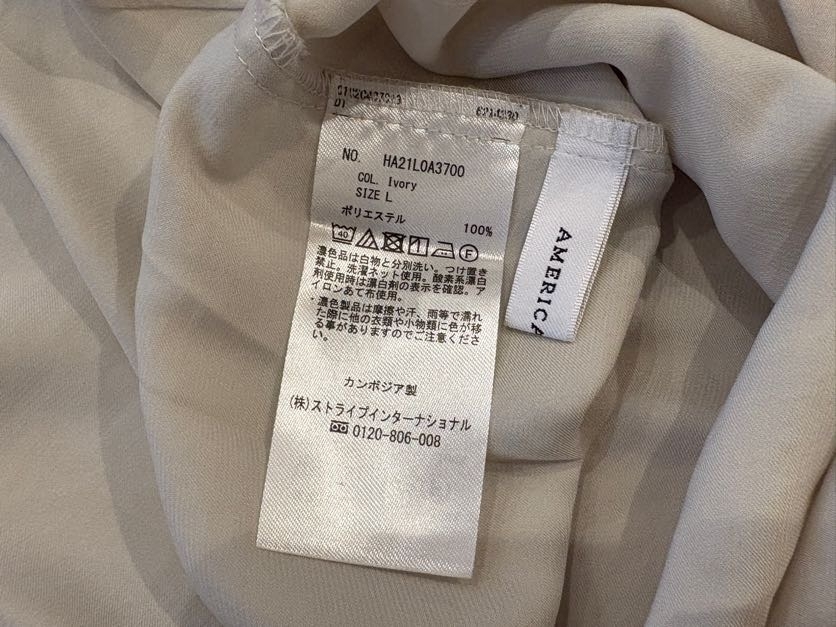 NO. HA21L0A3700
COL. Ivory
SIZE L
ポリエステル 100%
40
F
濃色品は白物と分別洗い。つけ置き
禁止。洗濯ネット使用。酸素系漂白
剤使用時は漂白剤の表示を確認。ア
イロンあて布使用。
・濃色製品は摩擦や汗、雨等で濡れ
た際に他の衣類や小物類に色が移
る事がありますのでご注意くださ
い。
カンボジア製
(株)ストライプインターナショナル
0120-806-008
AMERICA